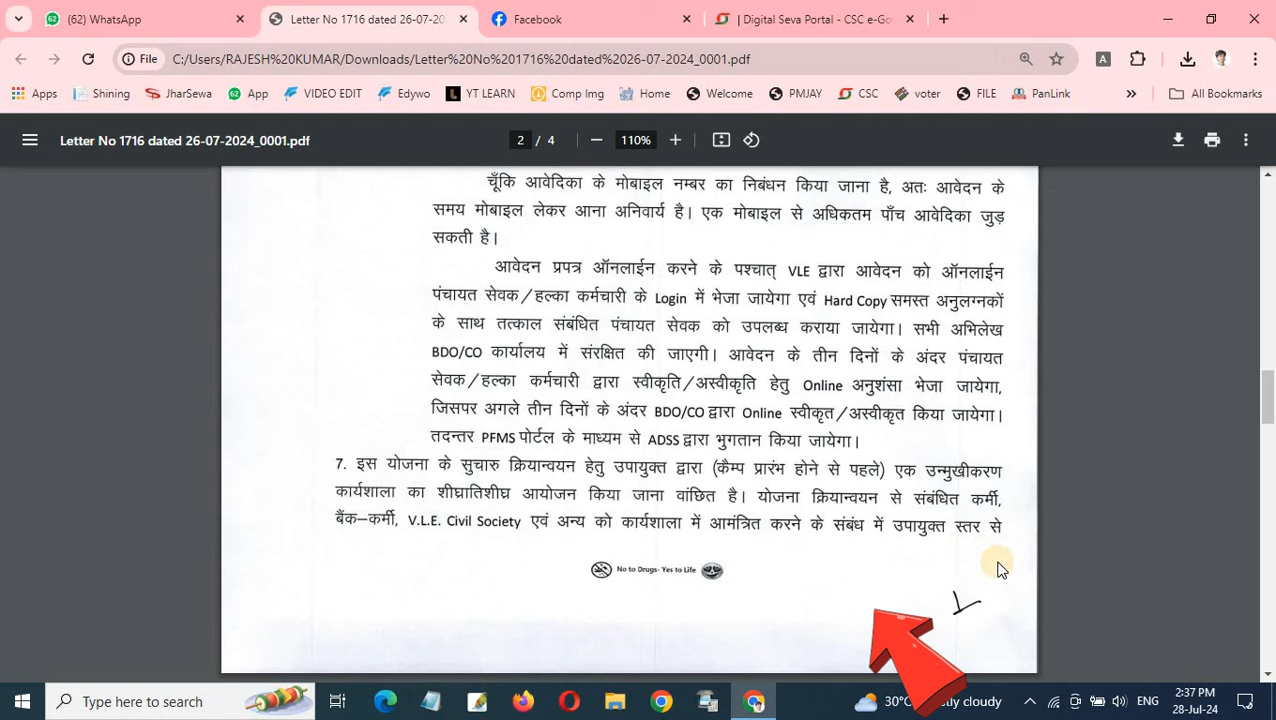 (62) WhatsApp
Letter No 1716 dated 26-07-20
Facebook
| Digital Seva Portal - CSC e-Go
File
C:/Users/RAJESH%20KUMAR/Downloads/Letter%20No%201716%20dated%2026-07-2024_0001.pdf
A
Apps
Shining
JharSewa
62 App
VIDEO EDIT
Edywo
YT LEARN
Comp Img
Home
Welcome
PMJAY
CSC
voter
FILE
PanLink
All Bookmarks
Letter No 1716 dated 26-07-2024_0001.pdf
2 / 4
110%
चूँकि आवेदिका के मोबाइल नम्बर का निबंधन किया जाना है, अतः आवेदन के
समय मोबाइल लेकर आना अनिवार्य है। एक मोबाइल से अधिकतम पाँच आवेदिका जुड़
सकती है।
आवेदन प्रपत्र ऑनलाईन करने के पश्चात् VLE द्वारा आवेदन को ऑनलाईन
पंचायत सेवक/हल्का कर्मचारी के Login में भेजा जायेगा एवं Hard Copy समस्त अनुलग्नकों
के साथ तत्काल संबंधित पंचायत सेवक को उपलब्ध कराया जायेगा। सभी अभिलेख
BDO/CO कार्यालय में संरक्षित की जाएगी। आवेदन के तीन दिनों के अंदर पंचायत
सेवक/हल्का कर्मचारी द्वारा स्वीकृति/अस्वीकृति हेतु Online अनुशंसा भेजा जायेगा,
जिसपर अगले तीन दिनों के अंदर BDO/CO द्वारा Online स्वीकृत/अस्वीकृत किया जायेगा।
तदन्तर PFMS पोर्टल के माध्यम से ADSS द्वारा भुगतान किया जायेगा।
7. इस योजना के सुचारु क्रियान्वयन हेतु उपायुक्त द्वारा (कैम्प प्रारंभ होने से पहले) एक उन्मुखीकरण
कार्यशाला का शीघ्रातिशीघ्र आयोजन किया जाना वांछित है। योजना क्रियान्वयन से संबंधित कर्मी,
बैंक–कर्मी, V.L.E. Civil Society एवं अन्य को कार्यशाला में आमंत्रित करने के संबंध में उपायुक्त स्तर से
No to Drugs- Yes to Life
Type here to search
30°C
cloudy
ENG
2:37 PM
28-Jul-24